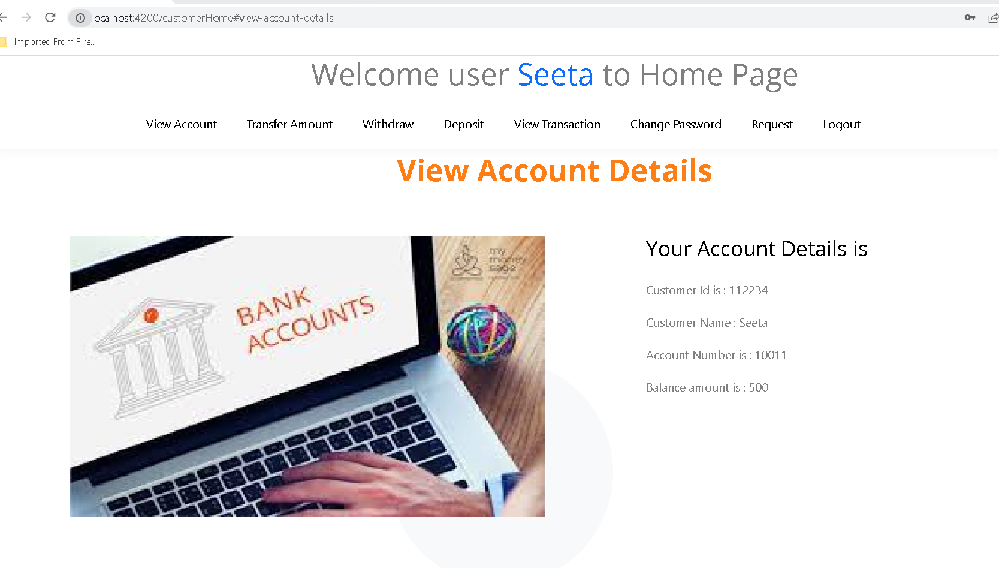 localhost:4200/customerHome#view-account-details
Imported From Fire...
Welcome user Seeta to Home Page
View Account Transfer Amount Withdraw Deposit View Transaction Change Password Request Logout
View Account Details
my
money
sage
BANK
ACCOUNTS
Your Account Details is
Customer Id is : 112234
Customer Name : Seeta
Account Number is : 10011
Balance amount is : 500